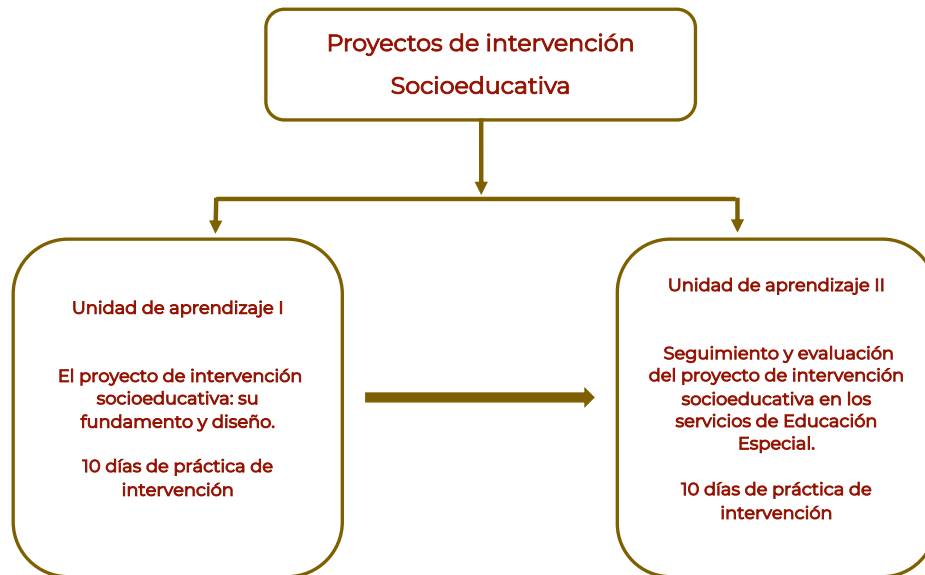 Proyectos de intervención
Socioeducativa
Unidad de aprendizaje I
El proyecto de intervención
socioeducativa: su
fundamento y diseño.
10 días de práctica de
intervención
Unidad de aprendizaje II
Seguimiento y evaluación
del proyecto de intervención
socioeducativa en los
servicios de Educación
Especial.
10 días de práctica de
intervención